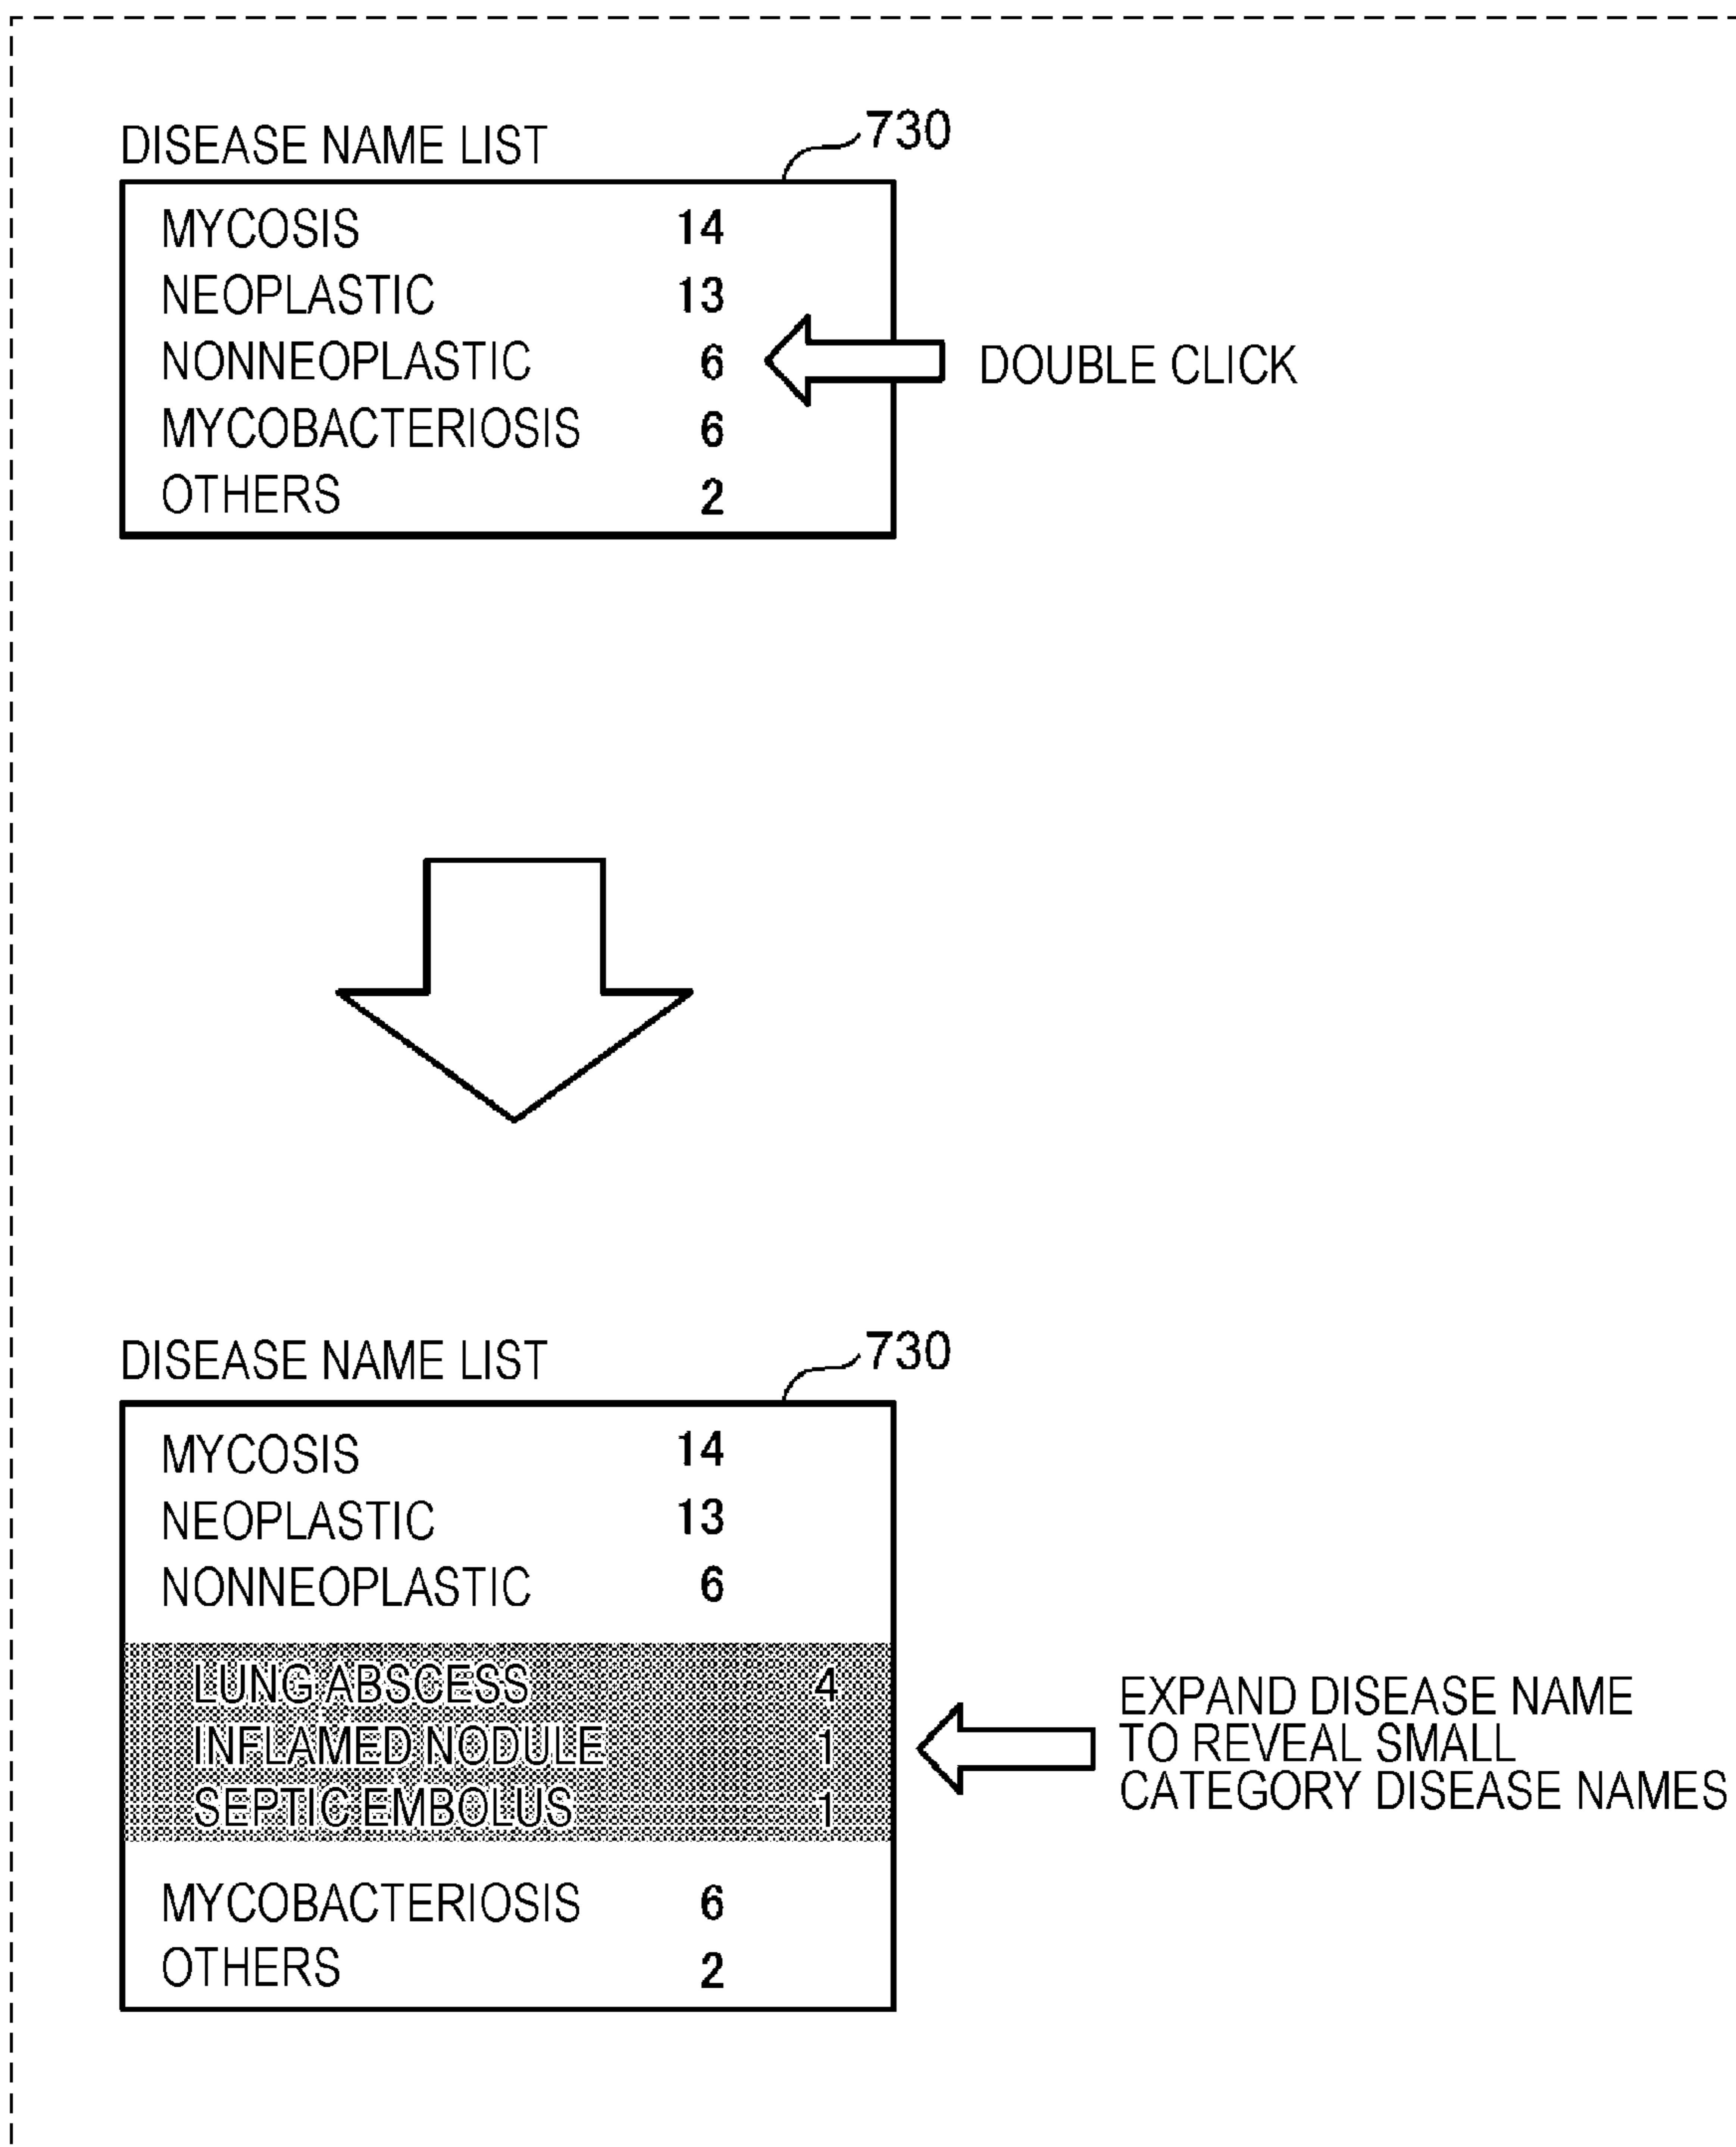 DISEASE NAME LIST 730
MYCOSIS 14
NEOPLASTIC 13
NONNEOPLASTIC 6 DOUBLE CLICK
MYCOBACTERIOSIS 6
OTHERS 2
DISEASE NAME LIST 730
MYCOSIS 14
NEOPLASTIC 13
NONNEOPLASTIC 6
LUNG ABSCESS 4
INFLAMED NODULE 1
SEPTIC EMBOLUS 1
EXPAND DISEASE NAME
TO REVEAL SMALL
CATEGORY DISEASE NAMES
MYCOBACTERIOSIS 6
OTHERS 2